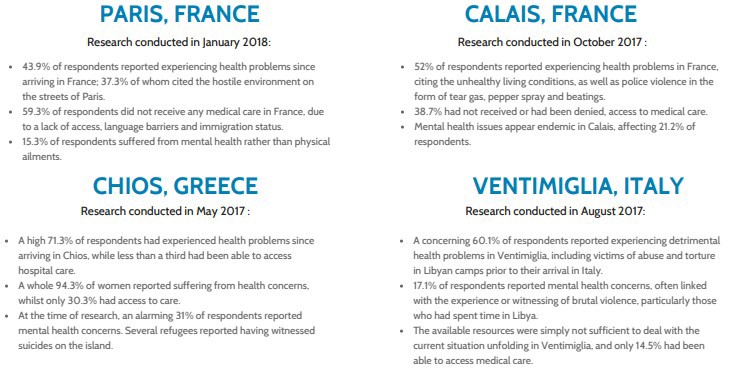 PARIS, FRANCE
Research conducted in January 2018:
• 43.9% of respondents reported experiencing health problems since
arriving in France; 37.3% of whom cited the hostile environment on
the streets of Paris.
• 59.3% of respondents did not receive any medical care in France, due
to a lack of access, language barriers and immigration status.
• 15.3% of respondents suffered from mental health rather than physical
ailments.
CALAIS, FRANCE
Research conducted in October 2017 :
• 52% of respondents reported experiencing health problems in France,
citing the unhealthy living conditions, as well as police violence in the
form of tear gas, pepper spray and beatings.
• 38.7% had not received or had been denied, access to medical care.
• Mental health issues appear endemic in Calais, affecting 21.2% of
respondents.
CHIOS, GREECE
Research conducted in May 2017 :
• A high 71.3% of respondents had experienced health problems since
arriving in Chios, while less than a third had been able to access
hospital care.
• A whole 94.3% of women reported suffering from health concerns,
whilst only 30.3% had access to care.
• At the time of research, an alarming 31% of respondents reported
mental health concerns. Several refugees reported having witnessed
suicides on the island.
VENTIMIGLIA, ITALY
Research conducted in August 2017:
• A concerning 60.1% of respondents reported experiencing detrimental
health problems in Ventimiglia, including victims of abuse and torture
in Libyan camps prior to their arrival in Italy.
• 17.1% of respondents reported mental health concerns, often linked
with the experience or witnessing of brutal violence, particularly those
who had spent time in Libya.
• The available resources were simply not sufficient to deal with the
current situation unfolding in Ventimiglia, and only 14.5% had been
able to access medical care.